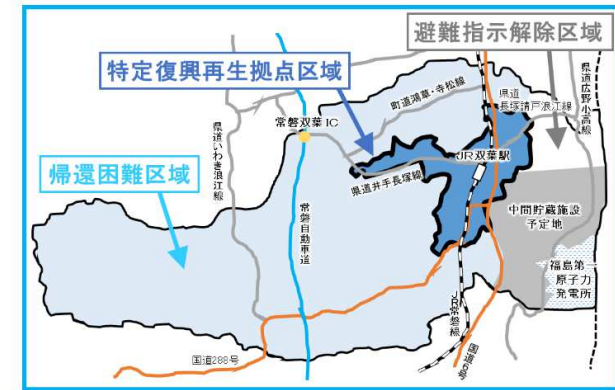 避難指示解除区域
特定復興再生拠点区域
帰還困難区域
県道いわき浪江線
常磐双葉IC
町道鴻草・寺松線
県道
長塚請戸浪江線
県道広野小高線
JR双葉駅
県道井手長塚線
常磐自動車道
中間貯蔵施設
予定地
福島第一
原子力
発電所
JR常磐線
国道6号
国道288号